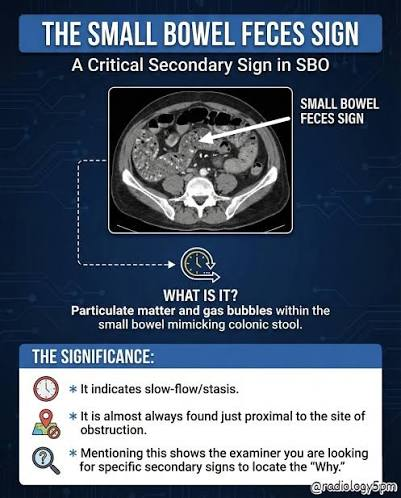 THE SMALL BOWEL FECES SIGN
A Critical Secondary Sign in SBO
SMALL BOWEL
FECES SIGN
WHAT IS IT?
Particulate matter and gas bubbles within the
small bowel mimicking colonic stool.
THE SIGNIFICANCE:
* It indicates slow-flow/stasis.
* It is almost always found just proximal to the site of
obstruction.
* Mentioning this shows the examiner you are looking
for specific secondary signs to locate the “Why.”
@radiology5pm